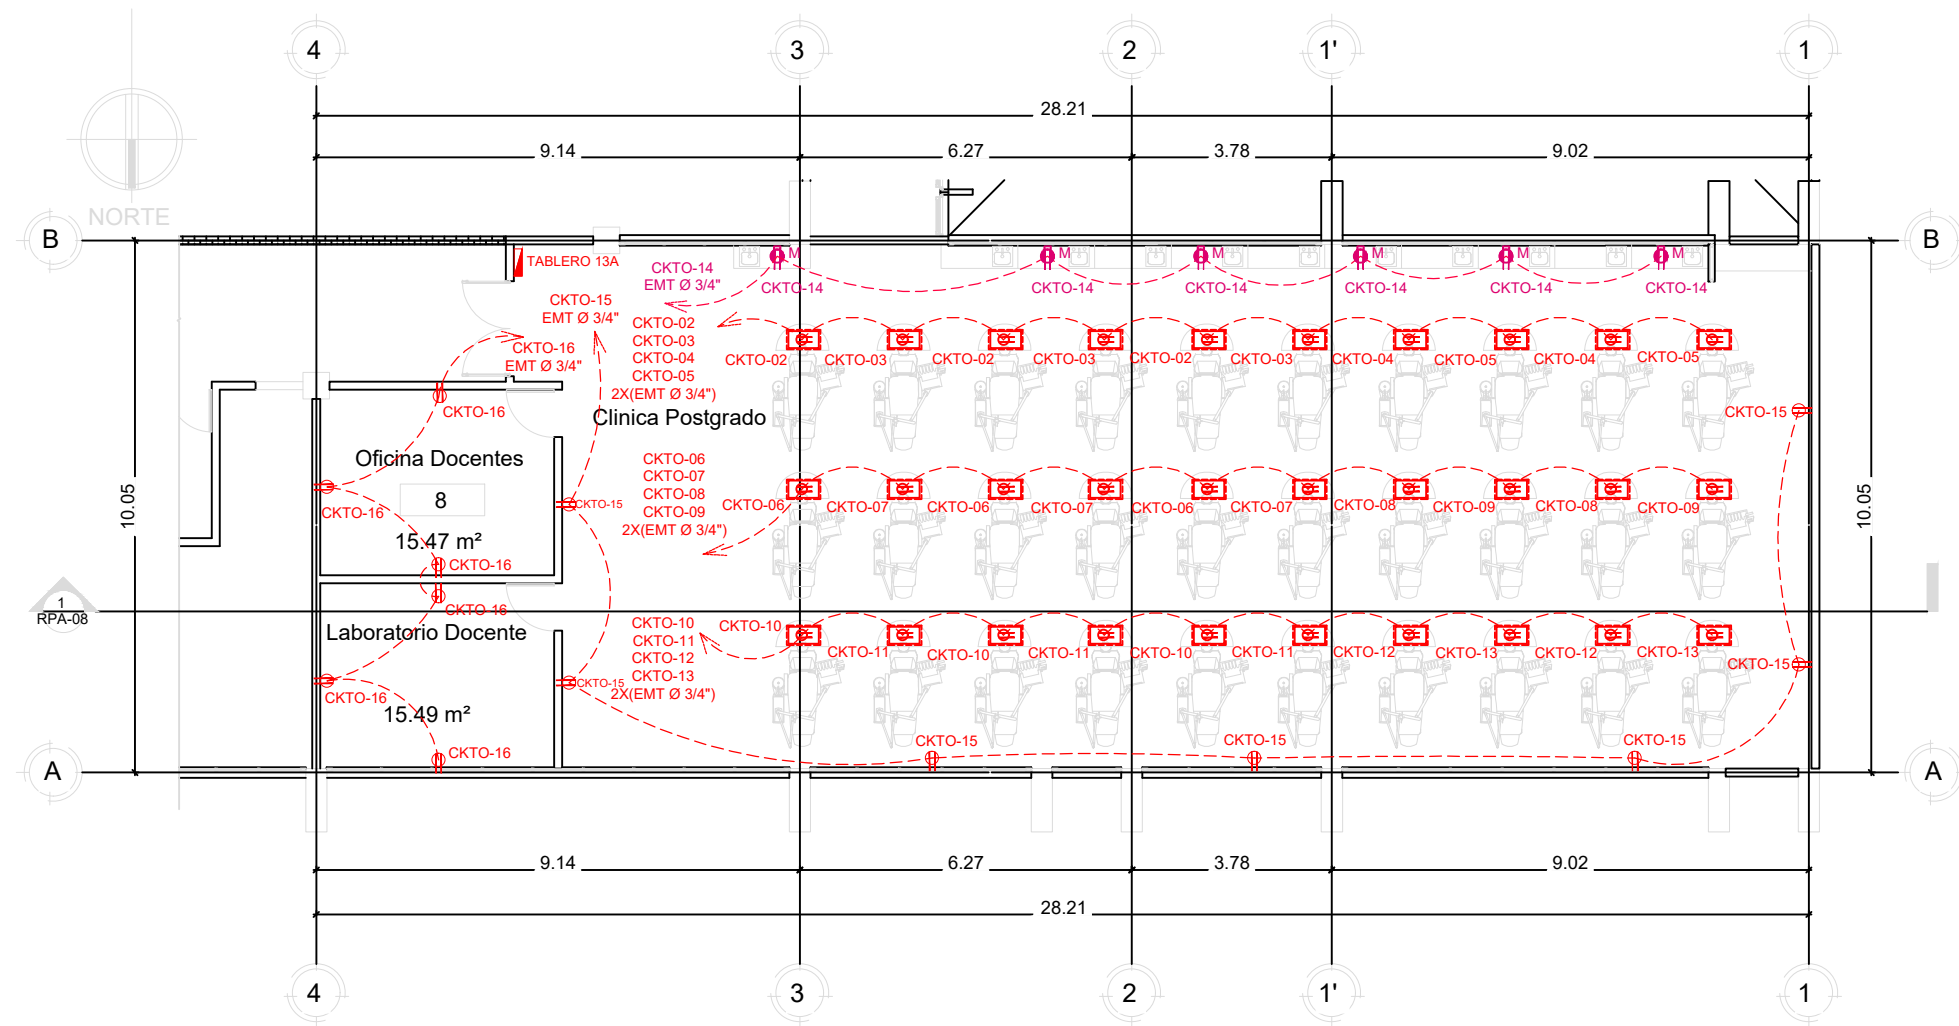 4 3 2 1' 1
28.21
9.14 6.27 3.78 9.02
NORTE
B B
TABLERO 13A
CKTO-14
EMT Ø 3/4"
M M M M M M
CKTO-14 CKTO-14 CKTO-14 CKTO-14 CKTO-14 CKTO-14
CKTO-15
EMT Ø 3/4"
CKTO-16
EMT Ø 3/4"
CKTO-02
CKTO-03
CKTO-04
CKTO-05
2X(EMT Ø 3/4")
CKTO-02 CKTO-03 CKTO-02 CKTO-03 CKTO-02 CKTO-03 CKTO-04 CKTO-05 CKTO-04 CKTO-05
CKTO-16
Clinica Postgrado
CKTO-15
Oficina Docentes
8
15.47 m²
CKTO-16
CKTO-15
CKTO-06
CKTO-07
CKTO-08
CKTO-09
2X(EMT Ø 3/4")
CKTO-06 CKTO-07 CKTO-06 CKTO-07 CKTO-06 CKTO-07 CKTO-08 CKTO-09 CKTO-08 CKTO-09
10.05 10.05
CKTO-16
CKTO-16
1
RPA-08
Laboratorio Docente
CKTO-10
CKTO-11
CKTO-12
CKTO-13
2X(EMT Ø 3/4")
CKTO-10 CKTO-11 CKTO-10 CKTO-11 CKTO-10 CKTO-11 CKTO-12 CKTO-13 CKTO-12 CKTO-13
CKTO-15
CKTO-15
CKTO-16
15.49 m²
CKTO-16
CKTO-15 CKTO-15 CKTO-15
A A
9.14 6.27 3.78 9.02
28.21
4 3 2 1' 1